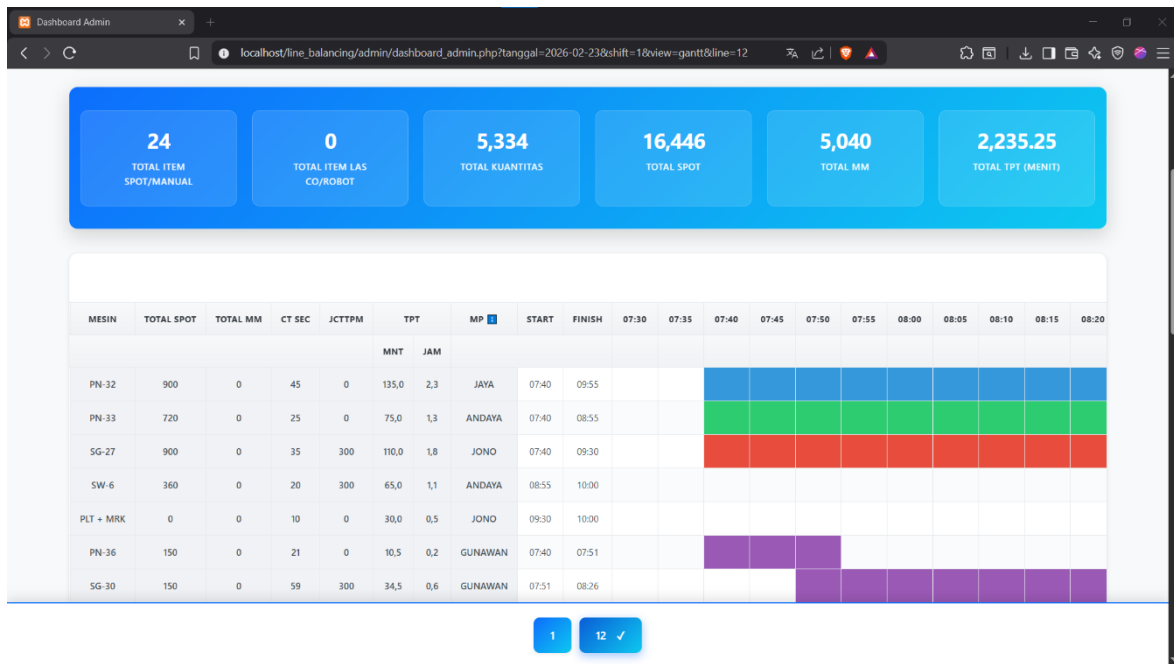 Dashboard Admin
localhost/line_balancing/admin/dashboard_admin.php?tanggal=2026-02-23&shift=1&view=gantt&line=12
24
TOTAL ITEM
SPOT/MANUAL
0
TOTAL ITEM LAS
CO/ROBOT
5,334
TOTAL KUANTITAS
16,446
TOTAL SPOT
5,040
TOTAL MM
2,235.25
TOTAL TPT (MENIT)
MESIN TOTAL SPOT TOTAL MM CT SEC JCTTPM TPT MP START FINISH 07:30 07:35 07:40 07:45 07:50 07:55 08:00 08:05 08:10 08:15 08:20
MNT JAM
PN-32 900 0 45 0 135,0 2,3 JAYA 07:40 09:55
PN-33 720 0 25 0 75,0 1,3 ANDAYA 07:40 08:55
SG-27 900 0 35 300 110,0 1,8 JONO 07:40 09:30
SW-6 360 0 20 300 65,0 1,1 ANDAYA 08:55 10:00
PLT + MRK 0 0 10 0 30,0 0,5 JONO 09:30 10:00
PN-36 150 0 21 0 10,5 0,2 GUNAWAN 07:40 07:51
SG-30 150 0 59 300 34,5 0,6 GUNAWAN 07:51 08:26
1
12 ✓